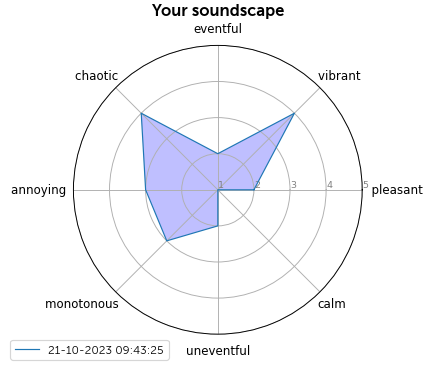 Your soundscape
eventful
chaotic
vibrant
annoying
1 2 3 4 5
pleasant
monotonous
calm
uneventful
21-10-2023 09:43:25